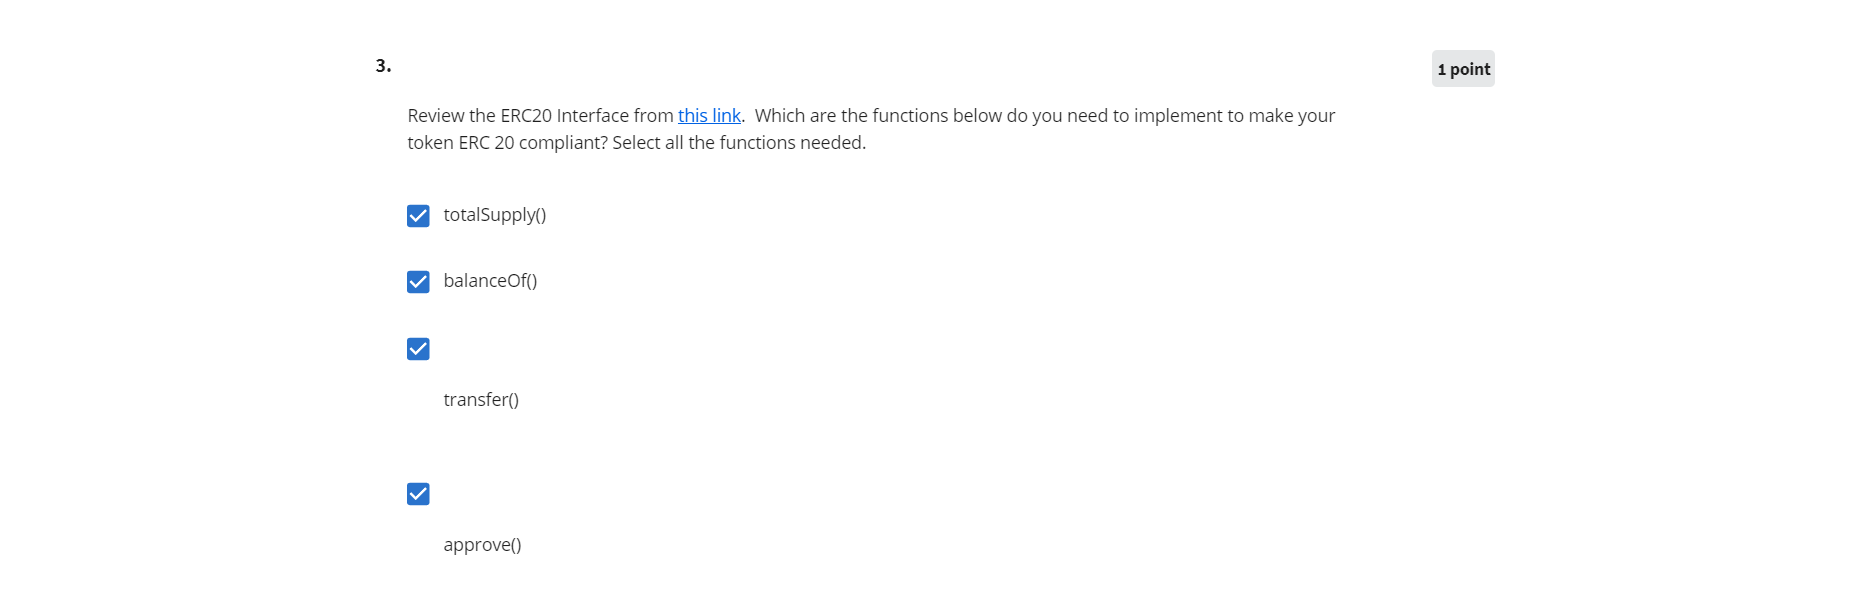 3.
1 point
Review the ERC20 Interface from this link.  Which are the functions below do you need to implement to make your
token ERC 20 compliant? Select all the functions needed.
totalSupply()
balanceOf()
transfer()
approve()